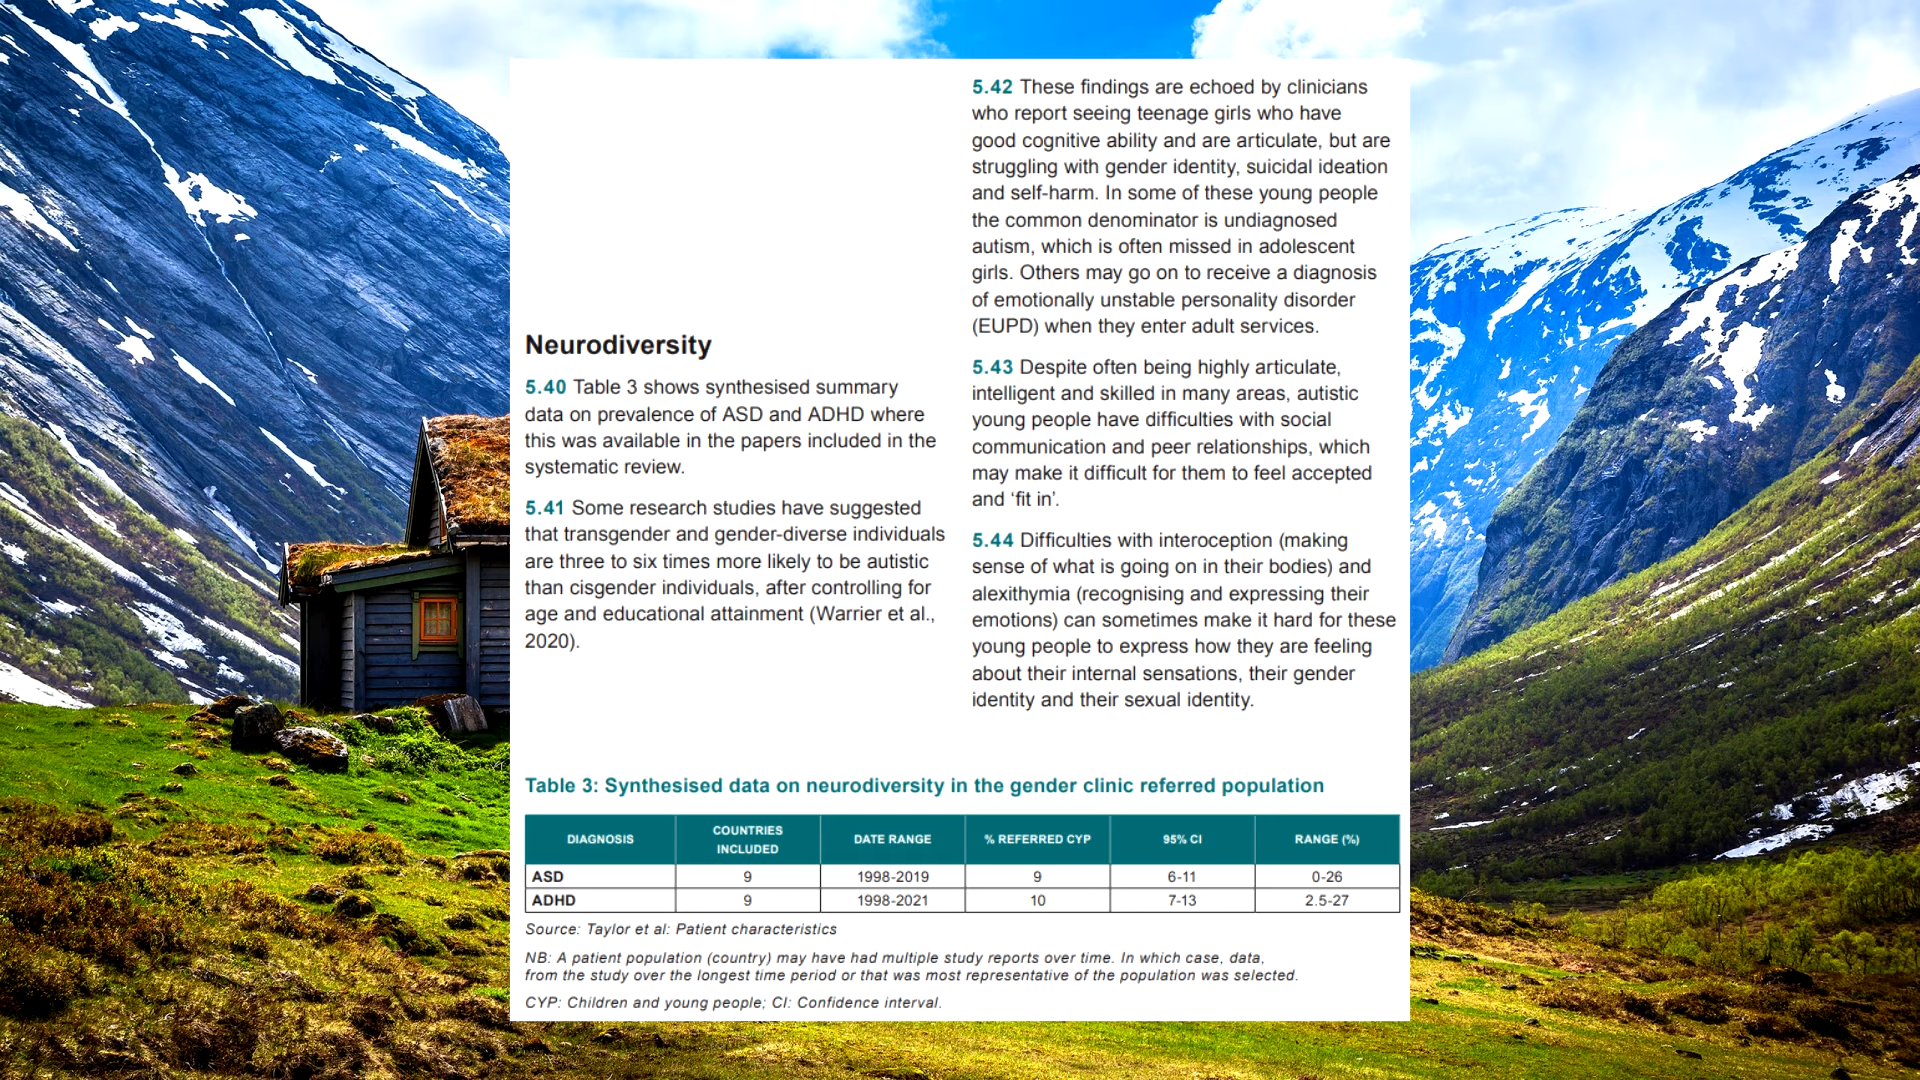 Neurodiversity
5.40 Table 3 shows synthesised summary
data on prevalence of ASD and ADHD where
this was available in the papers included in the
systematic review.
5.41 Some research studies have suggested
that transgender and gender-diverse individuals
are three to six times more likely to be autistic
than cisgender individuals, after controlling for
age and educational attainment (Warrier et al.,
2020).
5.42 These findings are echoed by clinicians
who report seeing teenage girls who have
good cognitive ability and are articulate, but are
struggling with gender identity, suicidal ideation
and self-harm. In some of these young people
the common denominator is undiagnosed
autism, which is often missed in adolescent
girls. Others may go on to receive a diagnosis
of emotionally unstable personality disorder
(EUPD) when they enter adult services.
5.43 Despite often being highly articulate,
intelligent and skilled in many areas, autistic
young people have difficulties with social
communication and peer relationships, which
may make it difficult for them to feel accepted
and ‘fit in’.
5.44 Difficulties with interoception (making
sense of what is going on in their bodies) and
alexithymia (recognising and expressing their
emotions) can sometimes make it hard for these
young people to express how they are feeling
about their internal sensations, their gender
identity and their sexual identity.
Table 3: Synthesised data on neurodiversity in the gender clinic referred population
DIAGNOSIS COUNTRIES INCLUDED DATE RANGE % REFERRED CYP 95% CI RANGE (%)
ASD 9 1998-2019 9 6-11 0-26
ADHD 9 1998-2021 10 7-13 2.5-27
Source: Taylor et al: Patient characteristics
NB: A patient population (country) may have had multiple study reports over time. In which case, data,
from the study over the longest time period or that was most representative of the population was selected.
CYP: Children and young people; CI: Confidence interval.